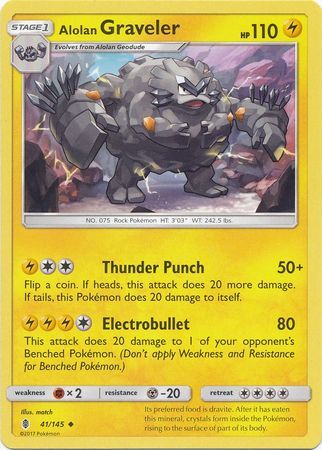 STAGE 1 Alolan Graveler HP 110
Evolves from Alolan Geodude
NO. 075 Rock Pokémon HT: 3'03" WT: 242.5 lbs.
Thunder Punch 50+
Flip a coin. If heads, this attack does 20 more damage.
If tails, this Pokémon does 20 damage to itself.
Electrobullet 80
This attack does 20 damage to 1 of your opponent's
Benched Pokémon. (Don't apply Weakness and Resistance
for Benched Pokémon.)
weakness × 2 resistance -20 retreat
Illus. match
41/145
©2017 Pokémon
Its preferred food is dravite. After it has eaten
this mineral, crystals form inside the Pokémon,
rising to the surface of part of its body.